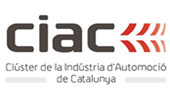 ciac
Clúster de la Indústria d'Automoció
de Catalunya